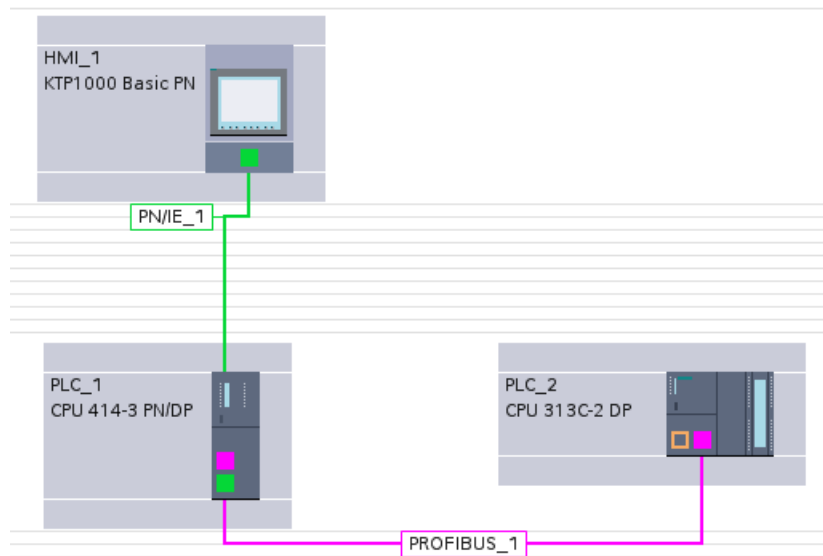 HMI_1
KTP1000 Basic PN
PN/IE_1
PLC_1
CPU 414-3 PN/DP
PLC_2
CPU 313C-2 DP
PROFIBUS_1